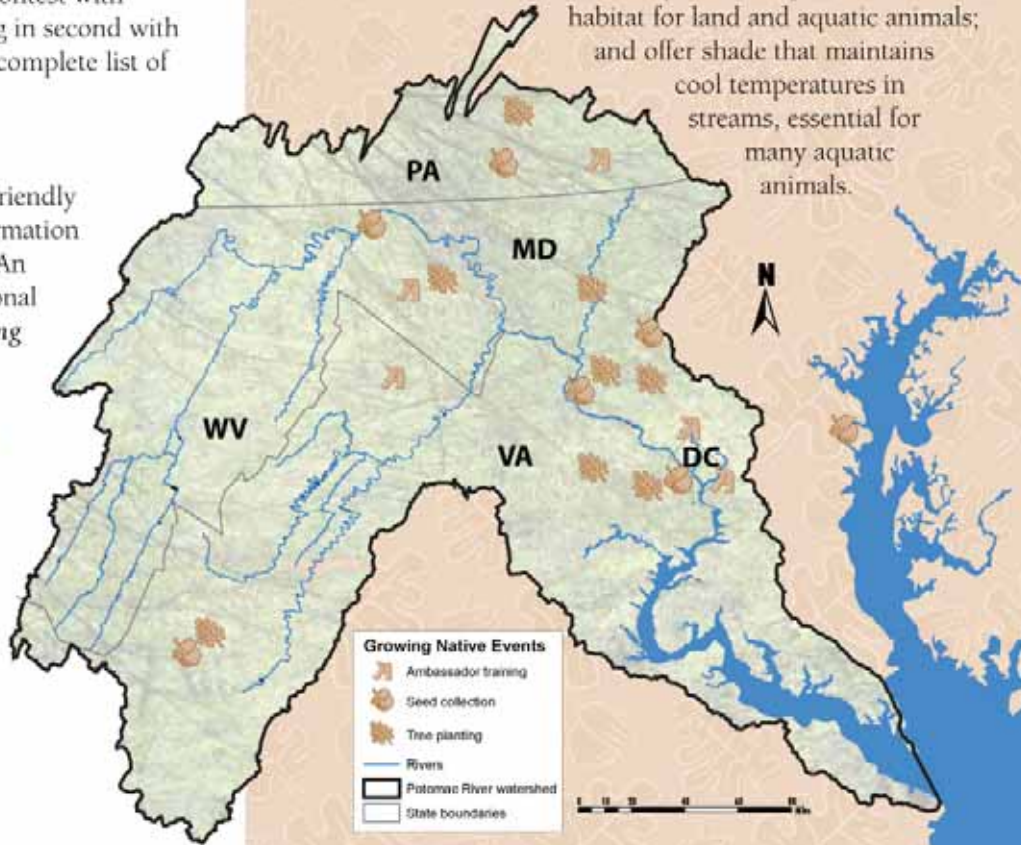 ontest with
g in second with
complete list of
riendly
rmation
An
onal
ng
habitat for land and aquatic animals;
and offer shade that maintains
cool temperatures in
streams, essential for
many aquatic
animals.
PA
MD
N
WV
VA
DC
Growing Native Events
Ambassador training
Seed collection
Tree planting
Rivers
Potomac River watershed
State boundaries